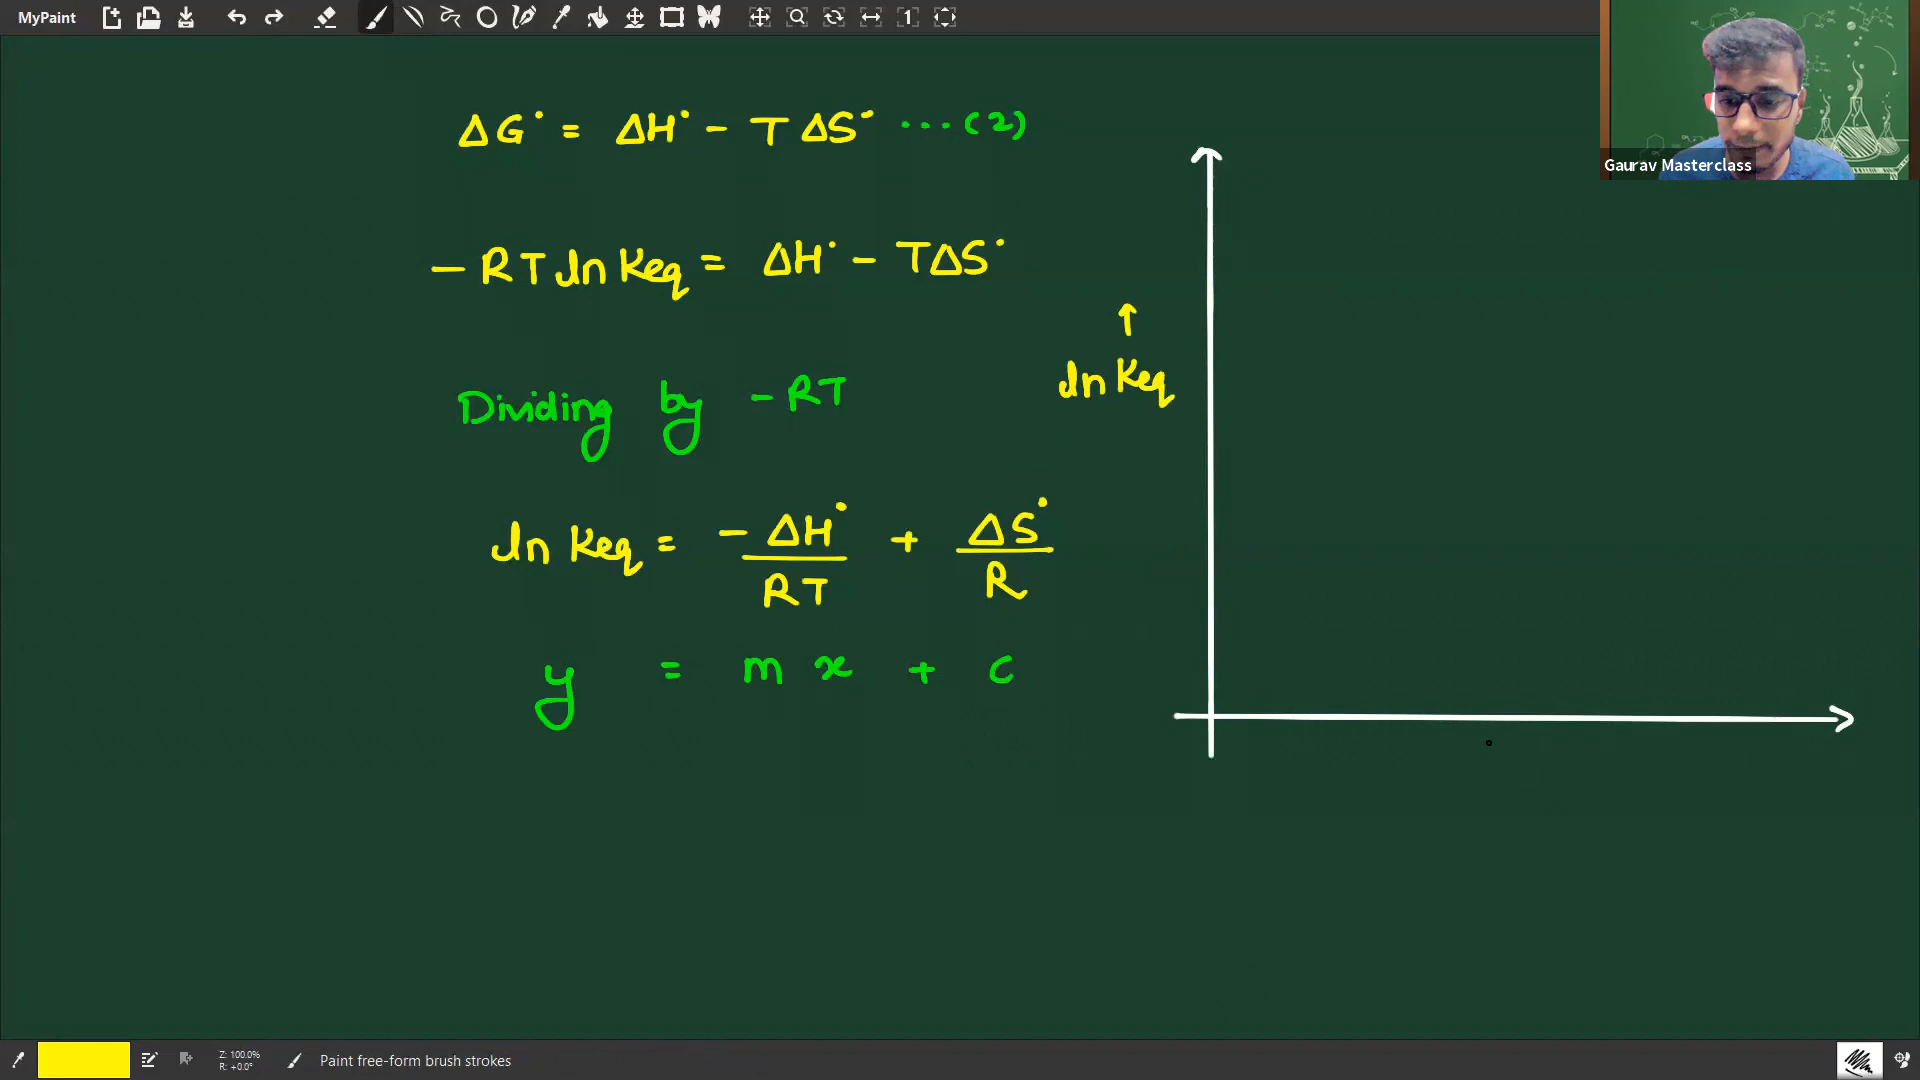 MyPaint
Gaurav Masterclass
ΔG° = ΔH° - TΔS° ...(2)
- RT ln Keq = ΔH° - TΔS°
Dividing by -RT
ln Keq = -ΔH°/RT + ΔS°/R
y = m x + c
↑
ln Keq
Z: 100.0%
R: +0.0°
Paint free-form brush strokes